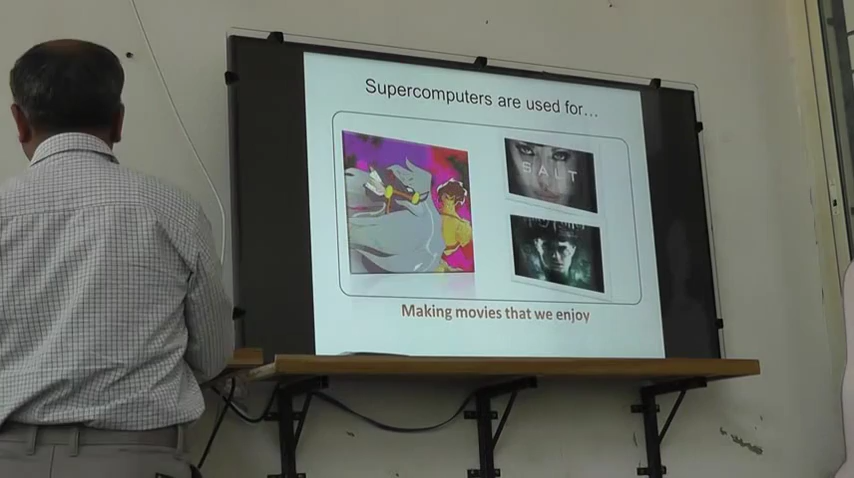 Supercomputers are used for...
SALT
Making movies that we enjoy